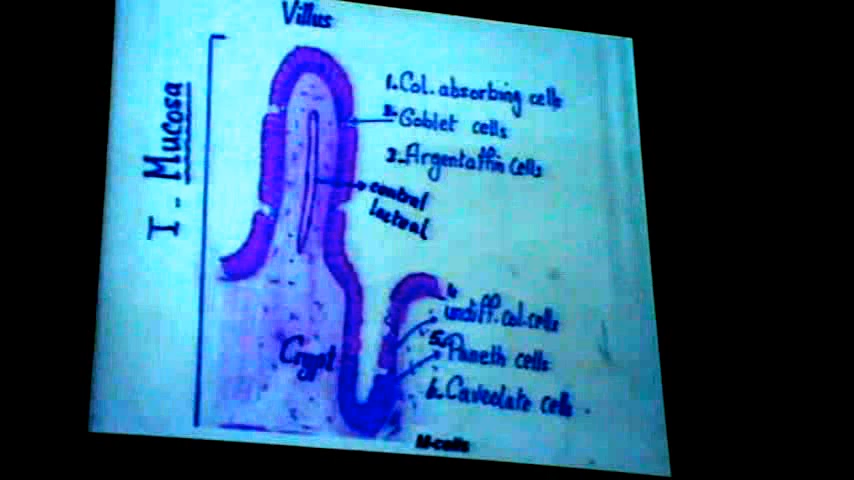 Villus
I - Mucosa
1. Col. absorbing cells
2. Goblet cells
3. Argentaffin cells
central
lacteal
4.
undiff. col. cells
5. Paneth cells
Crypt
6. Caveolate cells
M-cells